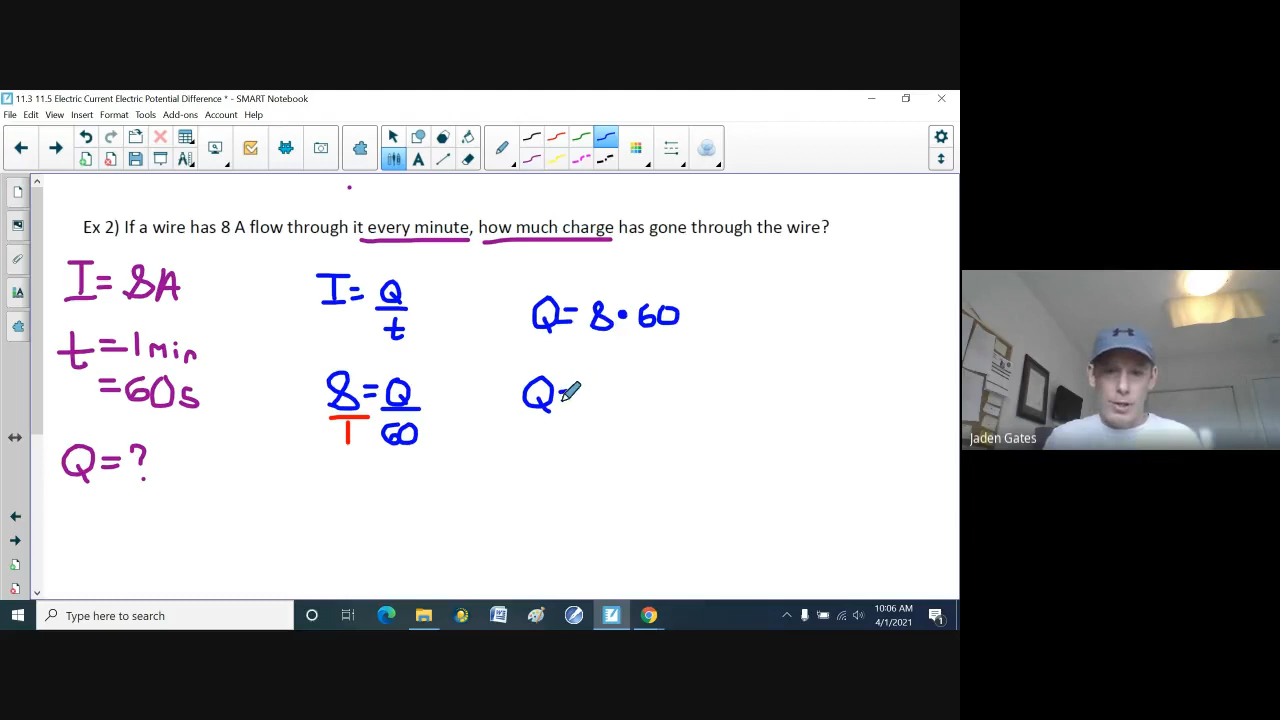 11.3 11.5 Electric Current Electric Potential Difference * - SMART Notebook
File Edit View Insert Format Tools Add-ons Account Help
Ex 2) If a wire has 8 A flow through it every minute, how much charge has gone through the wire?
I = 8A
t = 1 min
= 60s
Q = ?
I = Q
t
8 = Q
1 60
Q = 8 • 60
Q =
Jaden Gates
Type here to search
10:06 AM
4/1/2021
1